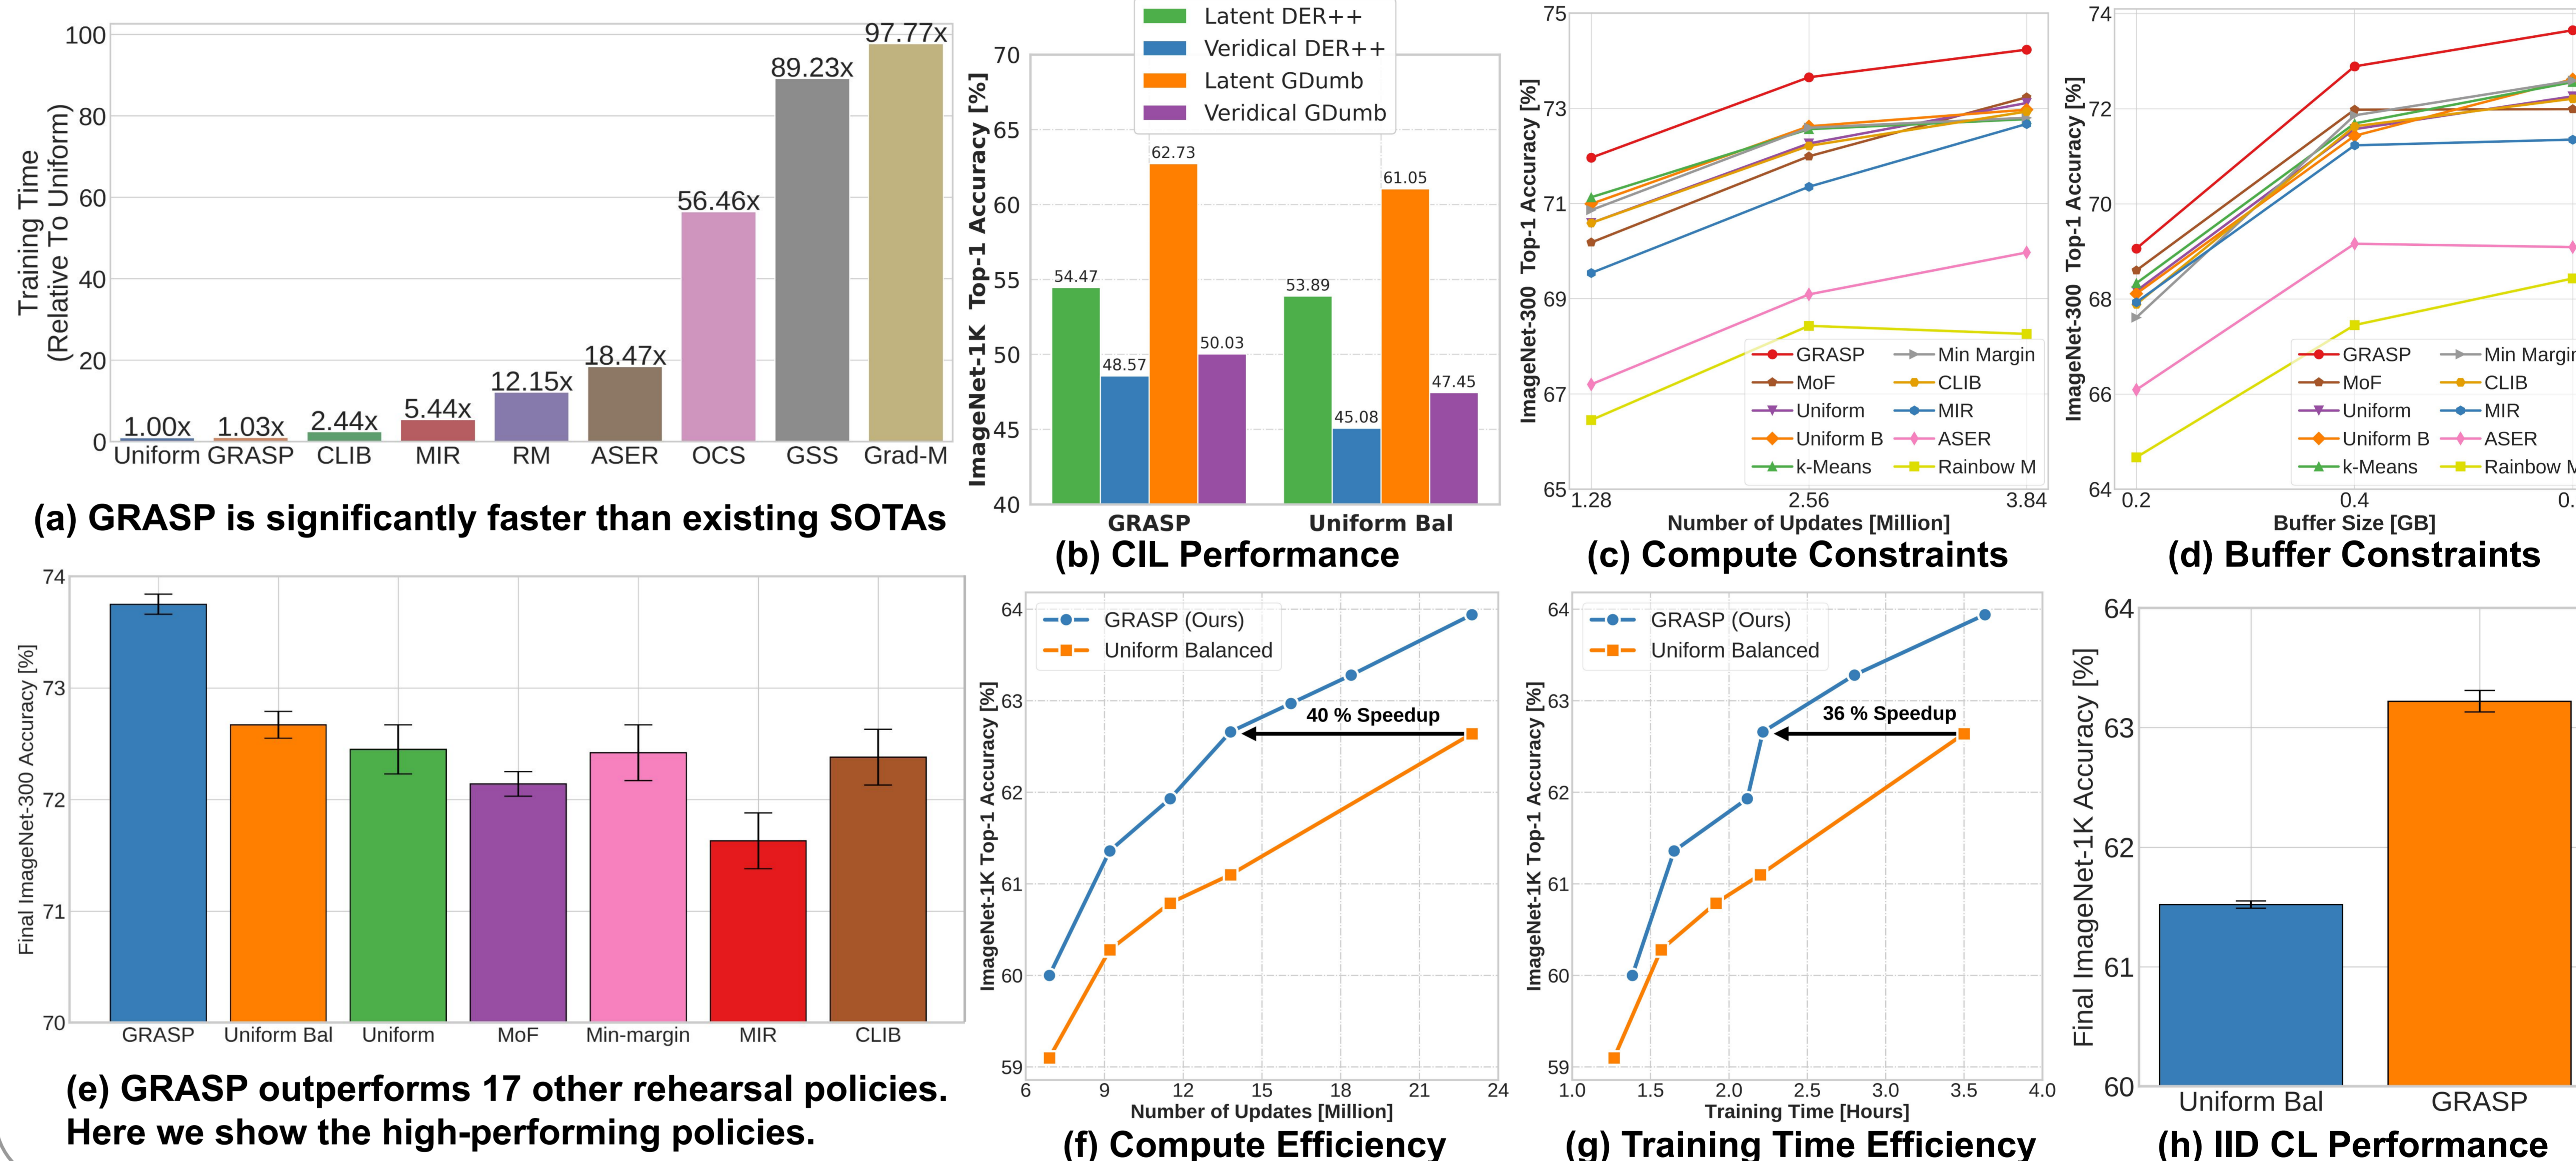 Training Time
(Relative To Uniform)
100
80
60
40
20
0
1.00x
1.03x
2.44x
5.44x
12.15x
18.47x
56.46x
89.23x
97.77x
Uniform GRASP CLIB MIR RM ASER OCS GSS Grad-M
(a) GRASP is significantly faster than existing SOTAs
Latent DER++
Veridical DER++
Latent GDumb
Veridical GDumb
ImageNet-1K Top-1 Accuracy [%]
70
65
60
55
50
45
40
54.47
48.57
62.73
50.03
53.89
45.08
61.05
47.45
GRASP Uniform Bal
(b) CIL Performance
ImageNet-300 Top-1 Accuracy [%]
75
73
71
69
67
65
GRASP
MoF
Uniform
Uniform B
k-Means
Min Margin
CLIB
MIR
ASER
Rainbow M
1.28 2.56 3.84
Number of Updates [Million]
(c) Compute Constraints
ImageNet-300 Top-1 Accuracy [%]
74
72
70
68
66
64
GRASP
MoF
Uniform
Uniform B
k-Means
Min Margin
CLIB
MIR
ASER
Rainbow
0.2 0.4 0.
Buffer Size [GB]
(d) Buffer Constraints
Final ImageNet-300 Accuracy [%]
74
73
72
71
70
GRASP Uniform Bal Uniform MoF Min-margin MIR CLIB
(e) GRASP outperforms 17 other rehearsal policies.
Here we show the high-performing policies.
ImageNet-1K Top-1 Accuracy [%]
64
63
62
61
60
59
GRASP (Ours)
Uniform Balanced
40 % Speedup
6 9 12 15 18 21 24
Number of Updates [Million]
(f) Compute Efficiency
ImageNet-1K Top-1 Accuracy [%]
64
63
62
61
60
59
GRASP (Ours)
Uniform Balanced
36 % Speedup
1.0 1.5 2.0 2.5 3.0 3.5 4.0
Training Time [Hours]
(g) Training Time Efficiency
Final ImageNet-1K Accuracy [%]
64
63
62
61
60
Uniform Bal GRASP
(h) IID CL Performance